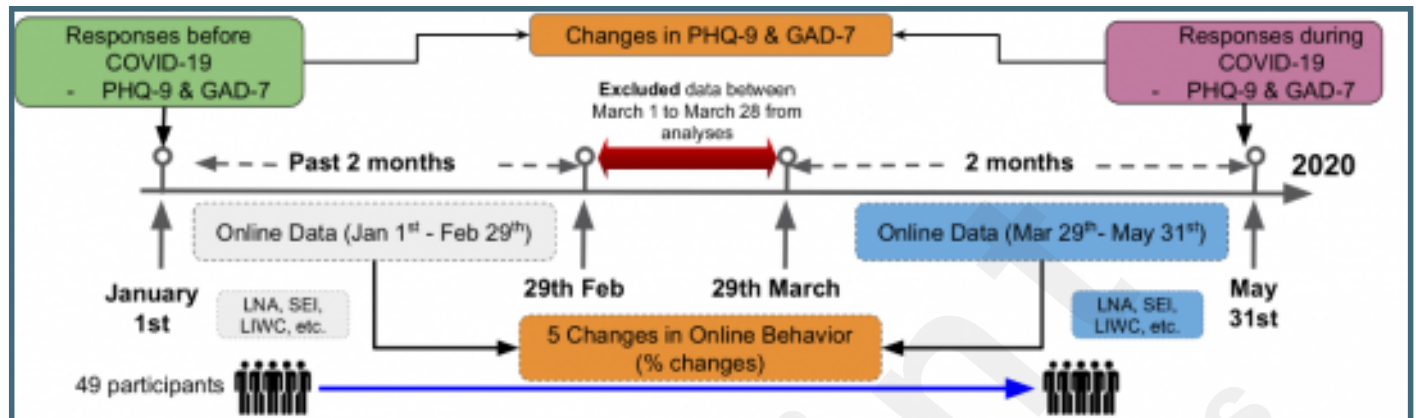 Responses before
COVID-19
- PHQ-9 & GAD-7
Changes in PHQ-9 & GAD-7
Responses during
COVID-19
- PHQ-9 & GAD-7
Excluded data between
March 1 to March 28 from
analyses
Past 2 months
2 months
2020
Online Data (Jan 1st - Feb 29th)
Online Data (Mar 29th- May 31st)
January
1st
29th Feb
29th March
May
31st
LNA, SEI,
LIWC, etc.
5 Changes in Online Behavior
(% changes)
LNA, SEI,
LIWC, etc.
49 participants